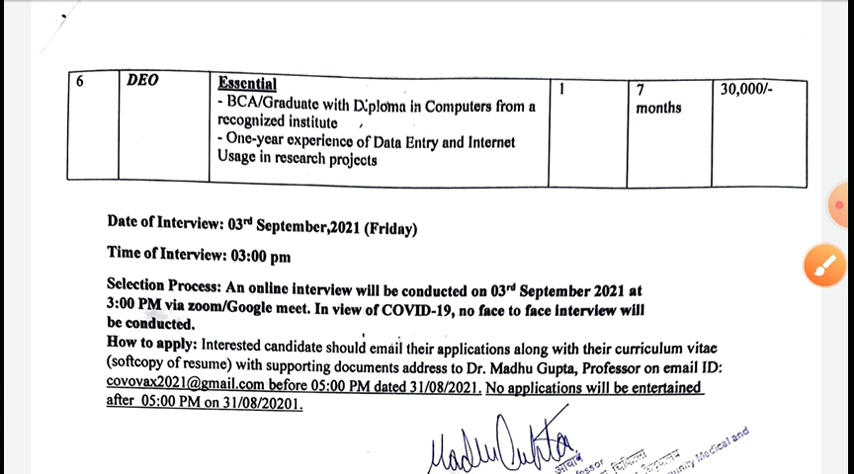 6 DEO Essential 1 7 30,000/-
- BCA/Graduate with Diploma in Computers from a months
recognized institute
- One-year experience of Data Entry and Internet
Usage in research projects
Date of Interview: 03rd September,2021 (Friday)
Time of Interview: 03:00 pm
Selection Process: An online interview will be conducted on 03rd September 2021 at
3:00 PM via zoom/Google meet. In view of COVID-19, no face to face interview will
be conducted.
How to apply: Interested candidate should email their applications along with their curriculum vitae
(softcopy of resume) with supporting documents address to Dr. Madhu Gupta, Professor on email ID:
covovax2021@gmail.com before 05:00 PM dated 31/08/2021. No applications will be entertained
after 05:00 PM on 31/08/20201.
Madhu Gupta
आचार्य
Medical and